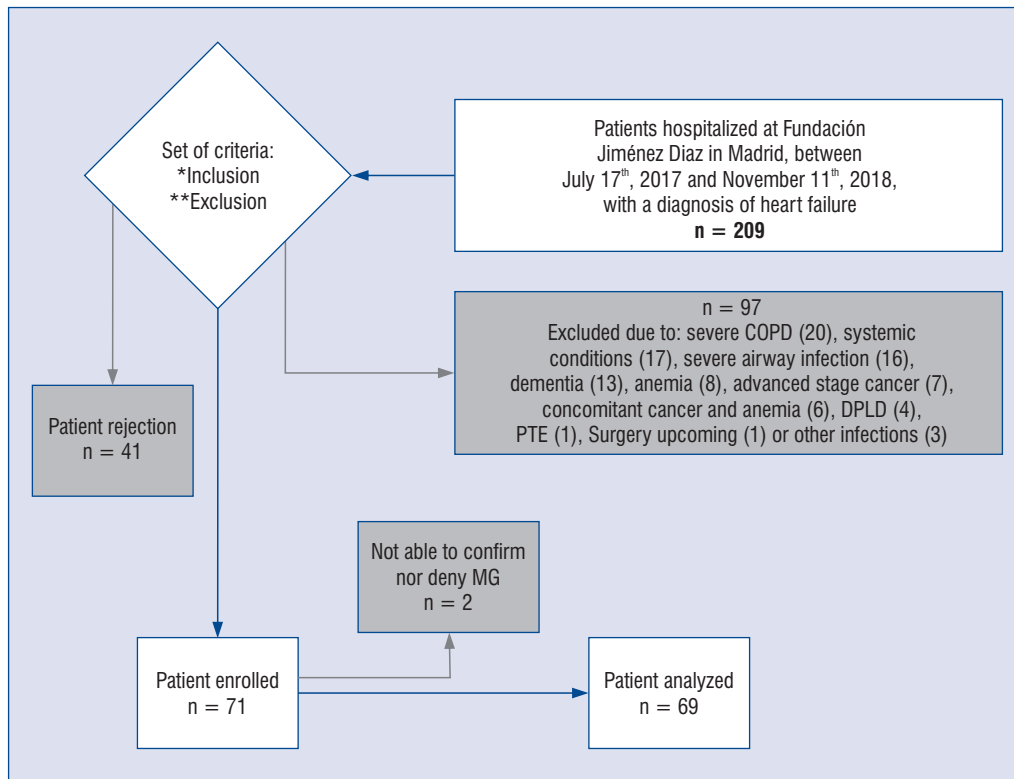 Patients hospitalized at Fundación
Jiménez Diaz in Madrid, between
July 17th, 2017 and November 11th, 2018,
with a diagnosis of heart failure
n = 209
Set of criteria:
*Inclusion
**Exclusion
n = 97
Excluded due to: severe COPD (20), systemic
conditions (17), severe airway infection (16),
dementia (13), anemia (8), advanced stage cancer (7),
concomitant cancer and anemia (6), DPLD (4),
PTE (1), Surgery upcoming (1) or other infections (3)
Patient rejection
n = 41
Not able to confirm
nor deny MG
n = 2
Patient enrolled
n = 71
Patient analyzed
n = 69